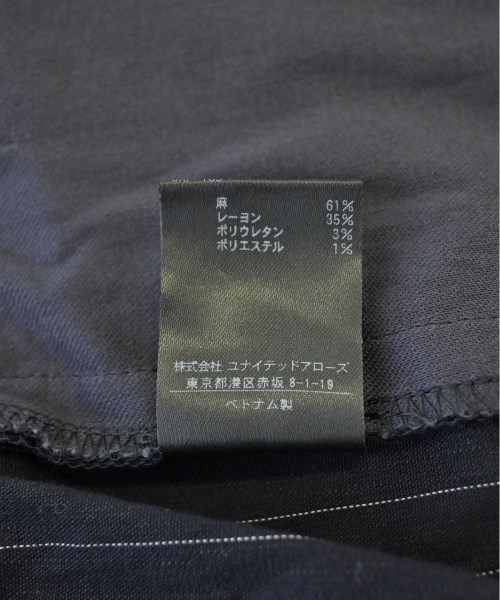 麻 61%
レーヨン 35%
ポリウレタン 3%
ポリエステル 1%
株式会社 ユナイテッドアローズ
東京都港区赤坂 8-1-19
ベトナム製